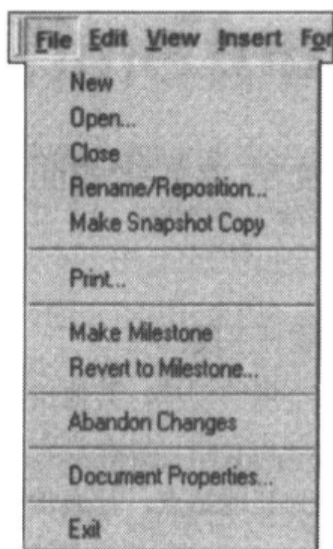 File Edit View Insert For
New
Open...
Close
Rename/Reposition...
Make Snapshot Copy
Print...
Make Milestone
Revert to Milestone...
Abandon Changes
Document Properties...
Exit